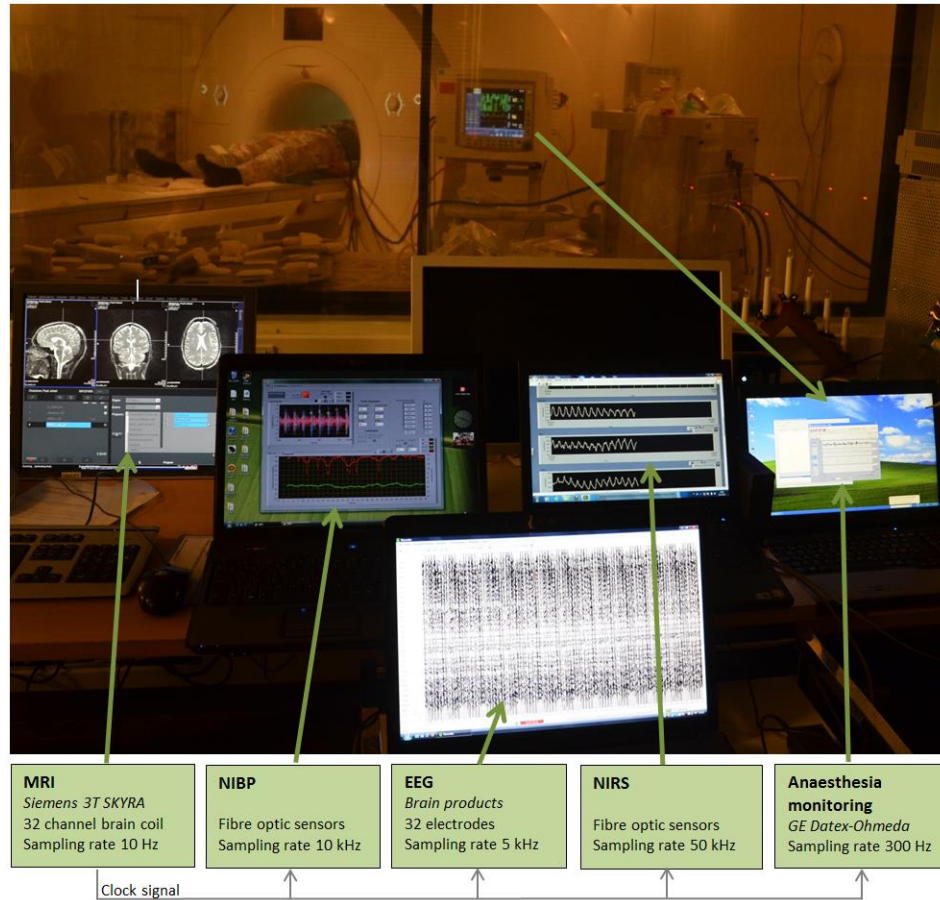 MRI
Siemens 3T SKYRA
32 channel brain coil
Sampling rate 10 Hz
NIBP
Fibre optic sensors
Sampling rate 10 kHz
EEG
Brain products
32 electrodes
Sampling rate 5 kHz
NIRS
Fibre optic sensors
Sampling rate 50 kHz
Anaesthesia
monitoring
GE Datex-Ohmeda
Sampling rate 300 Hz
Clock signal